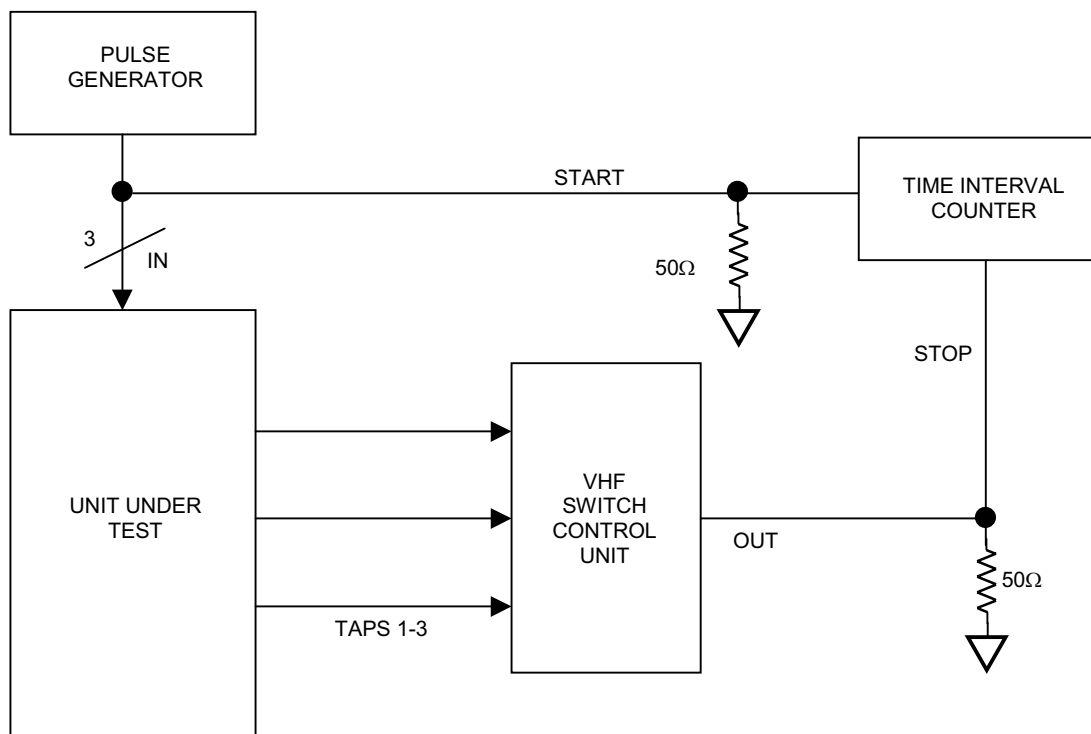 PULSE
GENERATOR
START
TIME INTERVAL
COUNTER
3
IN
50Ω
STOP
UNIT UNDER
TEST
VHF
SWITCH
CONTROL
UNIT
OUT
50Ω
TAPS 1-3